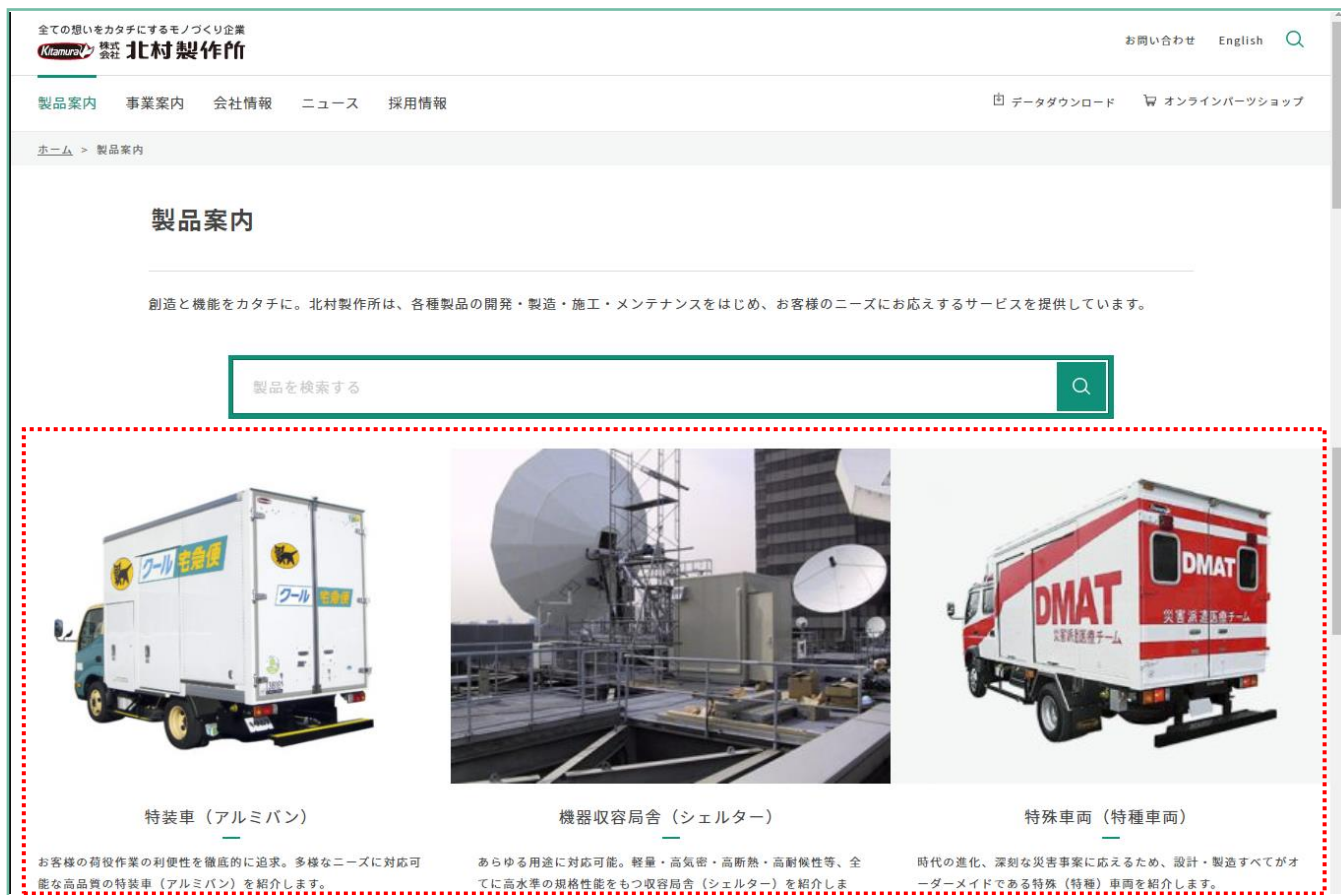 全ての想いをカタチにするモノづくり企業
Kitamura 株式会社 北村製作所
お問い合わせ English
製品案内 事業案内 会社情報 ニュース 採用情報 データダウンロード オンラインパーツショップ
ホーム > 製品案内
製品案内
創造と機能をカタチに。北村製作所は、各種製品の開発・製造・施工・メンテナンスをはじめ、お客様のニーズにお応えするサービスを提供しています。
製品を検索する
クール宅急便
クール宅急便
DMAT
災害派遣医療チーム
DMAT
災害派遣医療チーム
特装車（アルミバン）
お客様の荷役作業の利便性を徹底的に追求。多様なニーズに対応可
能な高品質の特装車（アルミバン）を紹介します。
機器収容局舎（シェルター）
あらゆる用途に対応可能。軽量・高気密・高断熱・高耐候性等、全
てに高水準の規格性能をもつ収容局舎（シェルター）を紹介しま
特殊車両（特種車両）
時代の進化、深刻な災害事案に応えるため、設計・製造すべてがオ
ーダーメイドである特殊（特種）車両を紹介します。